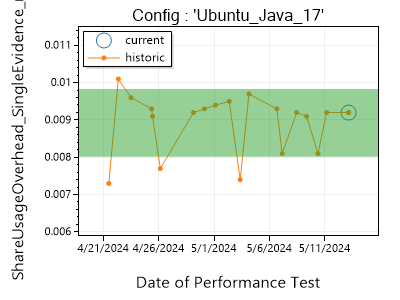 Config : 'Ubuntu_Java_17'
current
historic
0.011
0.01
0.009
0.008
0.007
0.006
ShareUsageOverhead_SingleEvidence_
4/21/2024 4/26/2024 5/1/2024 5/6/2024 5/11/2024
Date of Performance Test